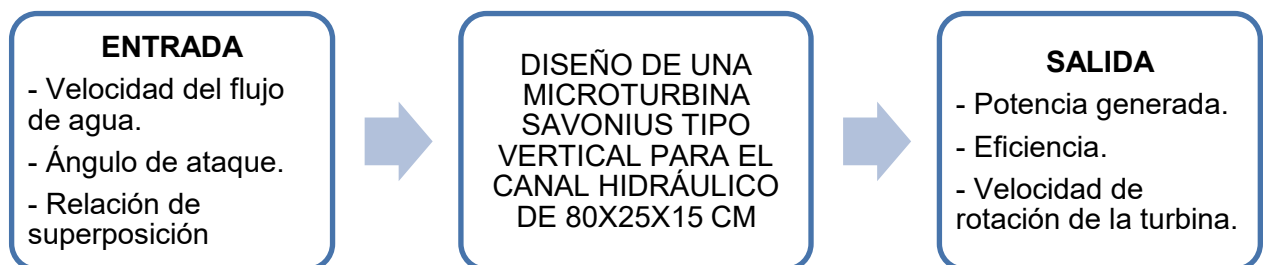 ENTRADA
- Velocidad del flujo
de agua.
- Ángulo de ataque.
- Relación de
superposición
DISEÑO DE UNA
MICROTURBINA
SAVONIUS TIPO
VERTICAL PARA EL
CANAL HIDRÁULICO
DE 80X25X15 CM
SALIDA
- Potencia generada.
- Eficiencia.
- Velocidad de
rotación de la turbina.